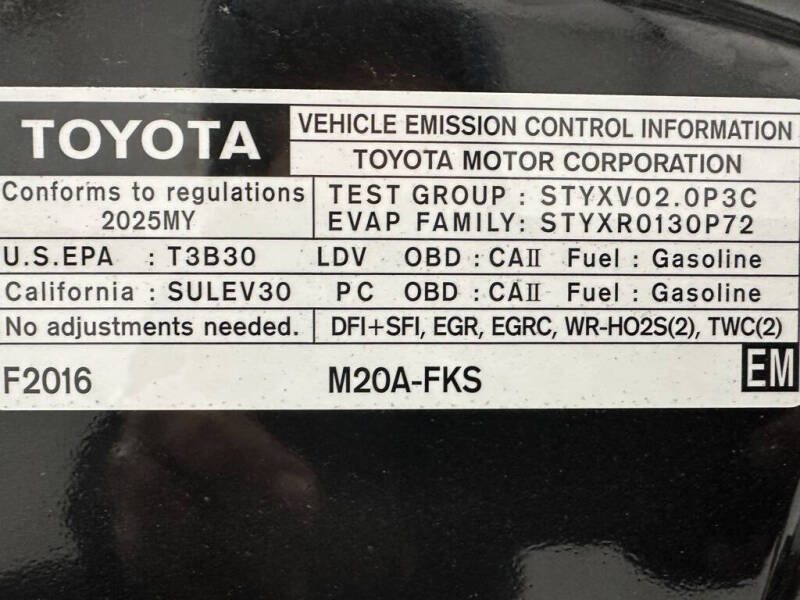 TOYOTA
VEHICLE EMISSION CONTROL INFORMATION
TOYOTA MOTOR CORPORATION
Conforms to regulations
2025MY
TEST GROUP : STYXV02.0P3C
EVAP FAMILY: STYXR0130P72
U.S.EPA : T3B30 LDV OBD : CAII Fuel : Gasoline
California : SULEV30 PC OBD : CAII Fuel : Gasoline
No adjustments needed. DFI+SFI, EGR, EGRC, WR-HO2S(2), TWC(2)
F2016 M20A-FKS EM